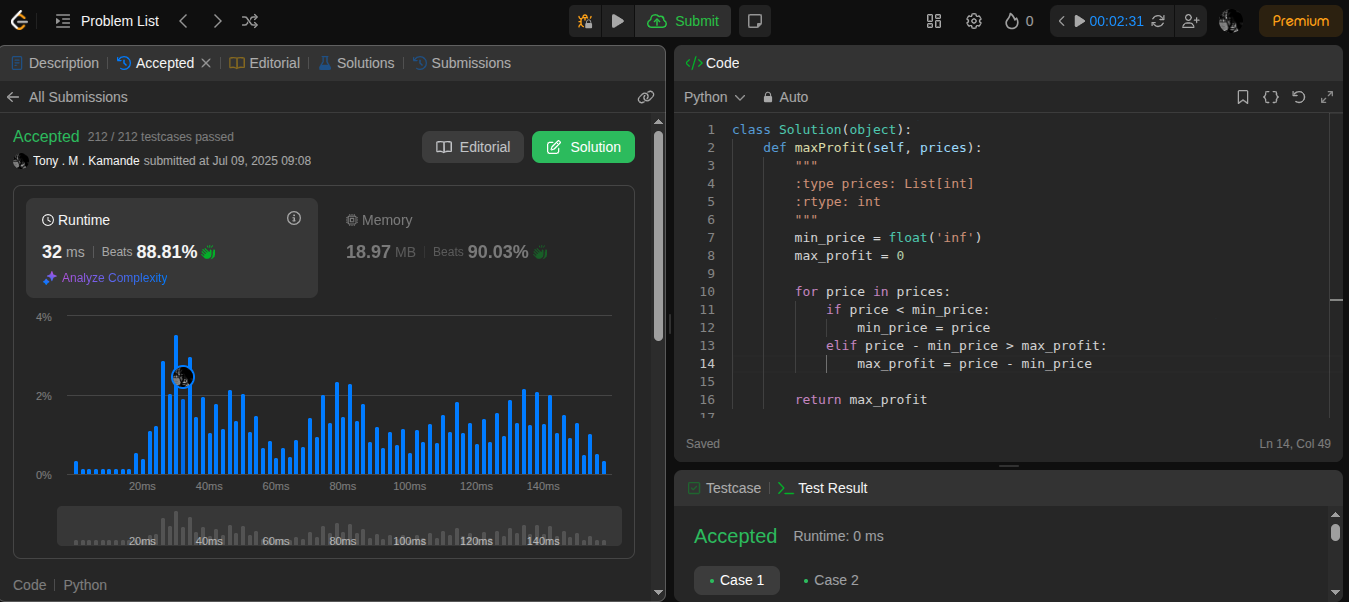 Problem List
Submit
0
00:02:31
Premium
Description
Accepted
Editorial
Solutions
Submissions
All Submissions
Accepted 212 / 212 testcases passed
Tony . M . Kamande submitted at Jul 09, 2025 09:08
Editorial
Solution
Runtime
32 ms Beats 88.81%
Analyze Complexity
Memory
18.97 MB Beats 90.03%
4%
2%
0%
20ms 40ms 60ms 80ms 100ms 120ms 140ms
20ms 40ms 60ms 80ms 100ms 120ms 140ms
Code Python
</> Code
Python Auto
1 class Solution(object):
2 def maxProfit(self, prices):
3 """
4 :type prices: List[int]
5 :rtype: int
6 """
7 min_price = float('inf')
8 max_profit = 0
9
10 for price in prices:
11 if price < min_price:
12 min_price = price
13 elif price - min_price > max_profit:
14 max_profit = price - min_price
15
16 return max_profit
17
Saved Ln 14, Col 49
Testcase
>_ Test Result
Accepted Runtime: 0 ms
• Case 1 • Case 2